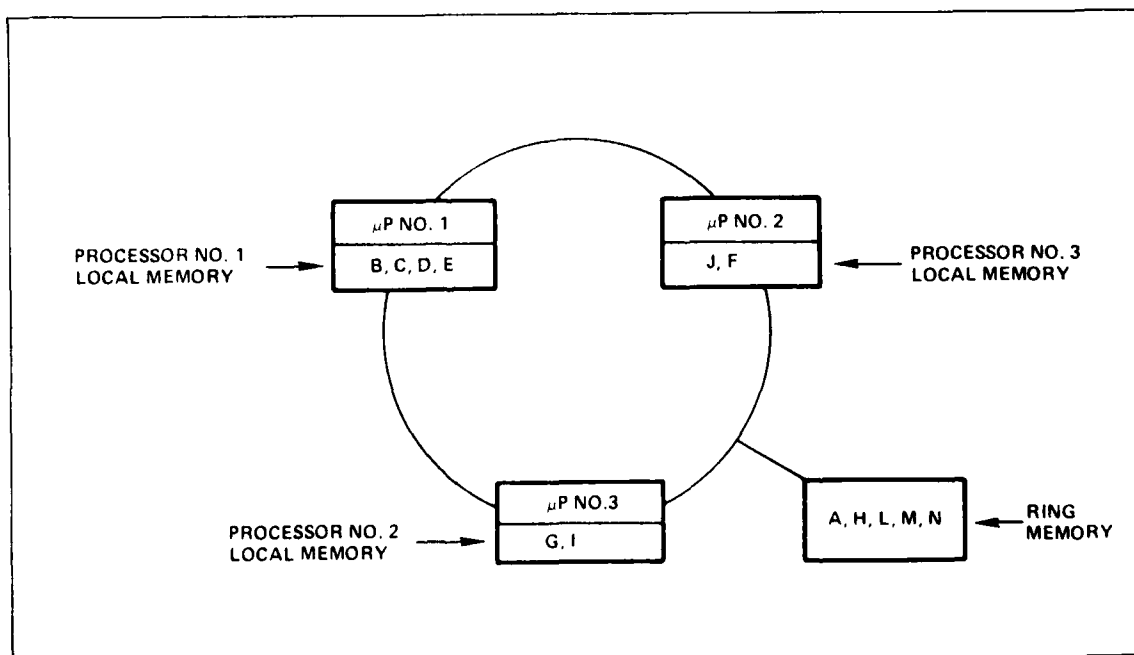 μP NO. 1
B, C, D, E
PROCESSOR NO. 1
LOCAL MEMORY
μP NO. 2
J, F
PROCESSOR NO. 3
LOCAL MEMORY
μP NO.3
G, I
PROCESSOR NO. 2
LOCAL MEMORY
A, H, L, M, N
RING
MEMORY